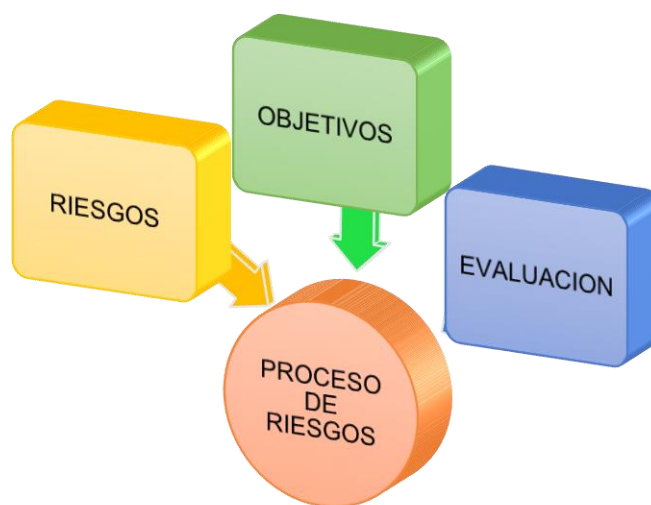 RIESGOS
OBJETIVOS
EVALUACION
PROCESO
DE
RIESGOS